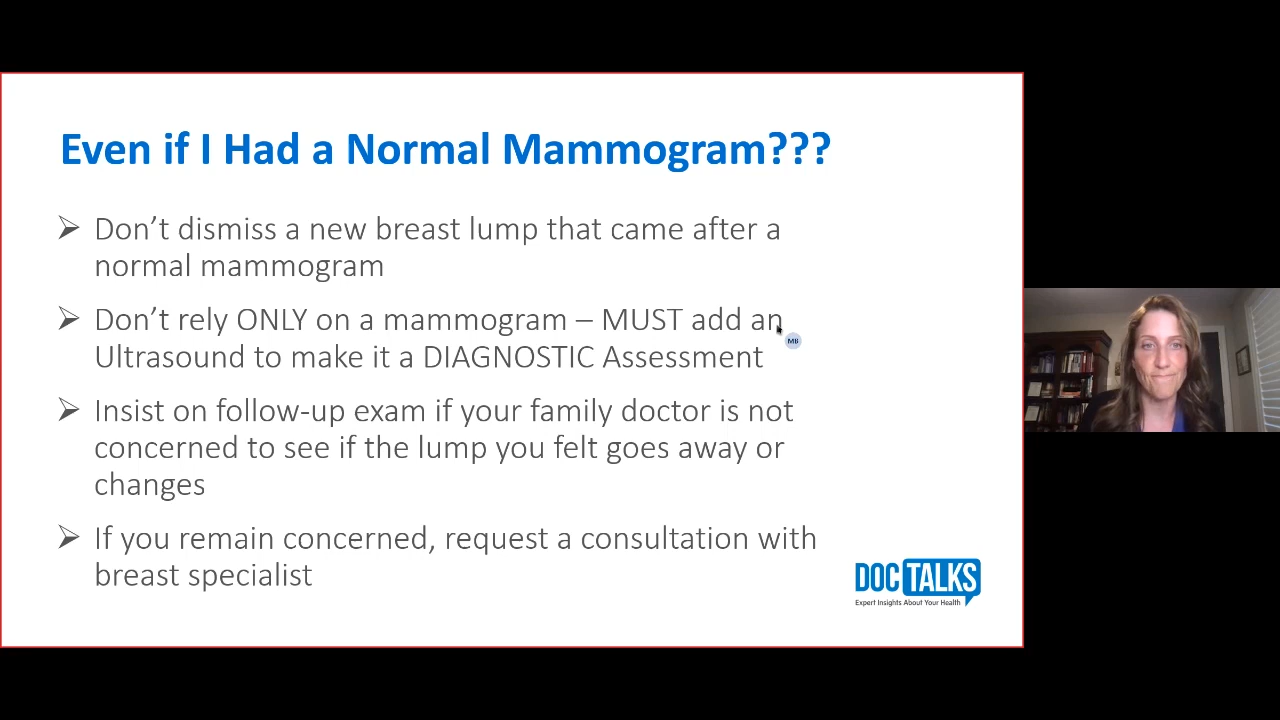 Even if I Had a Normal Mammogram???
Don’t dismiss a new breast lump that came after a
normal mammogram
Don’t rely ONLY on a mammogram – MUST add an
Ultrasound to make it a DIAGNOSTIC Assessment
MB
Insist on follow-up exam if your family doctor is not
concerned to see if the lump you felt goes away or
changes
If you remain concerned, request a consultation with
breast specialist
DOC TALKS
Expert Insights About Your Health